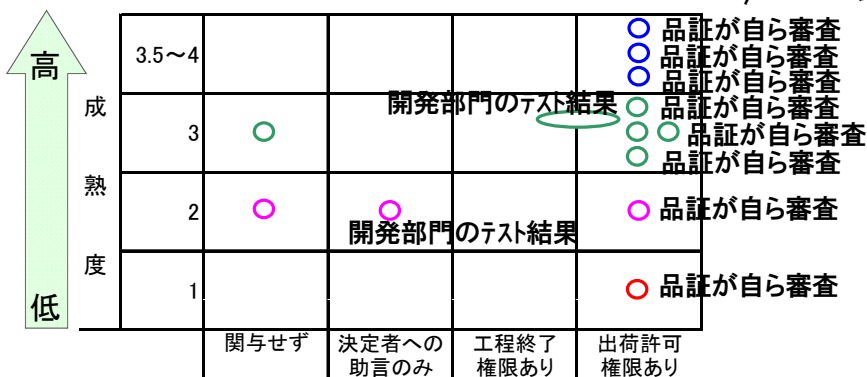 品証が自ら審査
高
3.5～4
品証が自ら審査
品証が自ら審査
成
開発部門のテスト結果
品証が自ら審査
3
品証が自ら審査
品証が自ら審査
熟
2
品証が自ら審査
開発部門のテスト結果
度
1
品証が自ら審査
低
関与せず
決定者への
助言のみ
工程終了
権限あり
出荷許可
権限あり